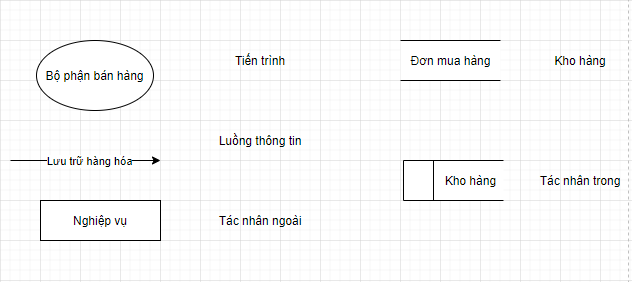 Bộ phận bán hàng
Tiến trình
Đơn mua hàng
Kho hàng
Luồng thông tin
Lưu trữ hàng hóa
Kho hàng
Tác nhân trong
Nghiệp vụ
Tác nhân ngoài